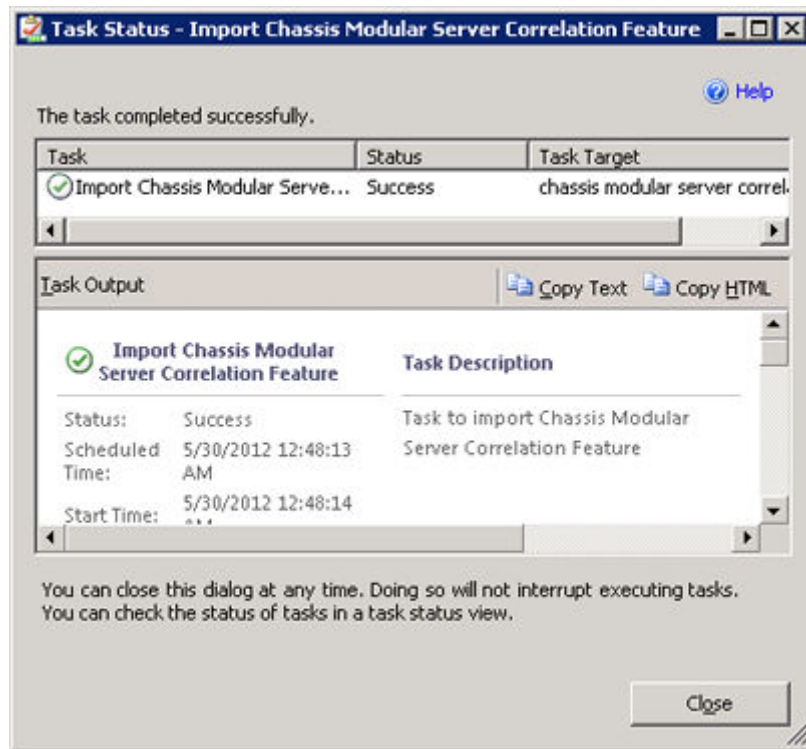 Task Status - Import Chassis Modular Server Correlation Feature
Help
The task completed successfully.
Task Status Task Target
Import Chassis Modular Serve... Success chassis modular server correl
Task Output Copy Text Copy HTML
Import Chassis Modular Task Description
Server Correlation Feature
Status: Success Task to import Chassis Modular
Scheduled 5/30/2012 12:48:13 Server Correlation Feature
Time: AM
Start Time: 5/30/2012 12:48:14
You can close this dialog at any time. Doing so will not interrupt executing tasks.
You can check the status of tasks in a task status view.
Close